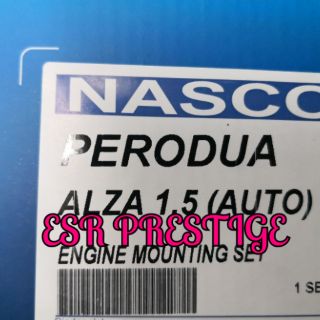 NASCO
PERODUA
ALZA 1.5 (AUTO)
ESR PRESTIGE
ENGINE MOUNTING SET
1 SE